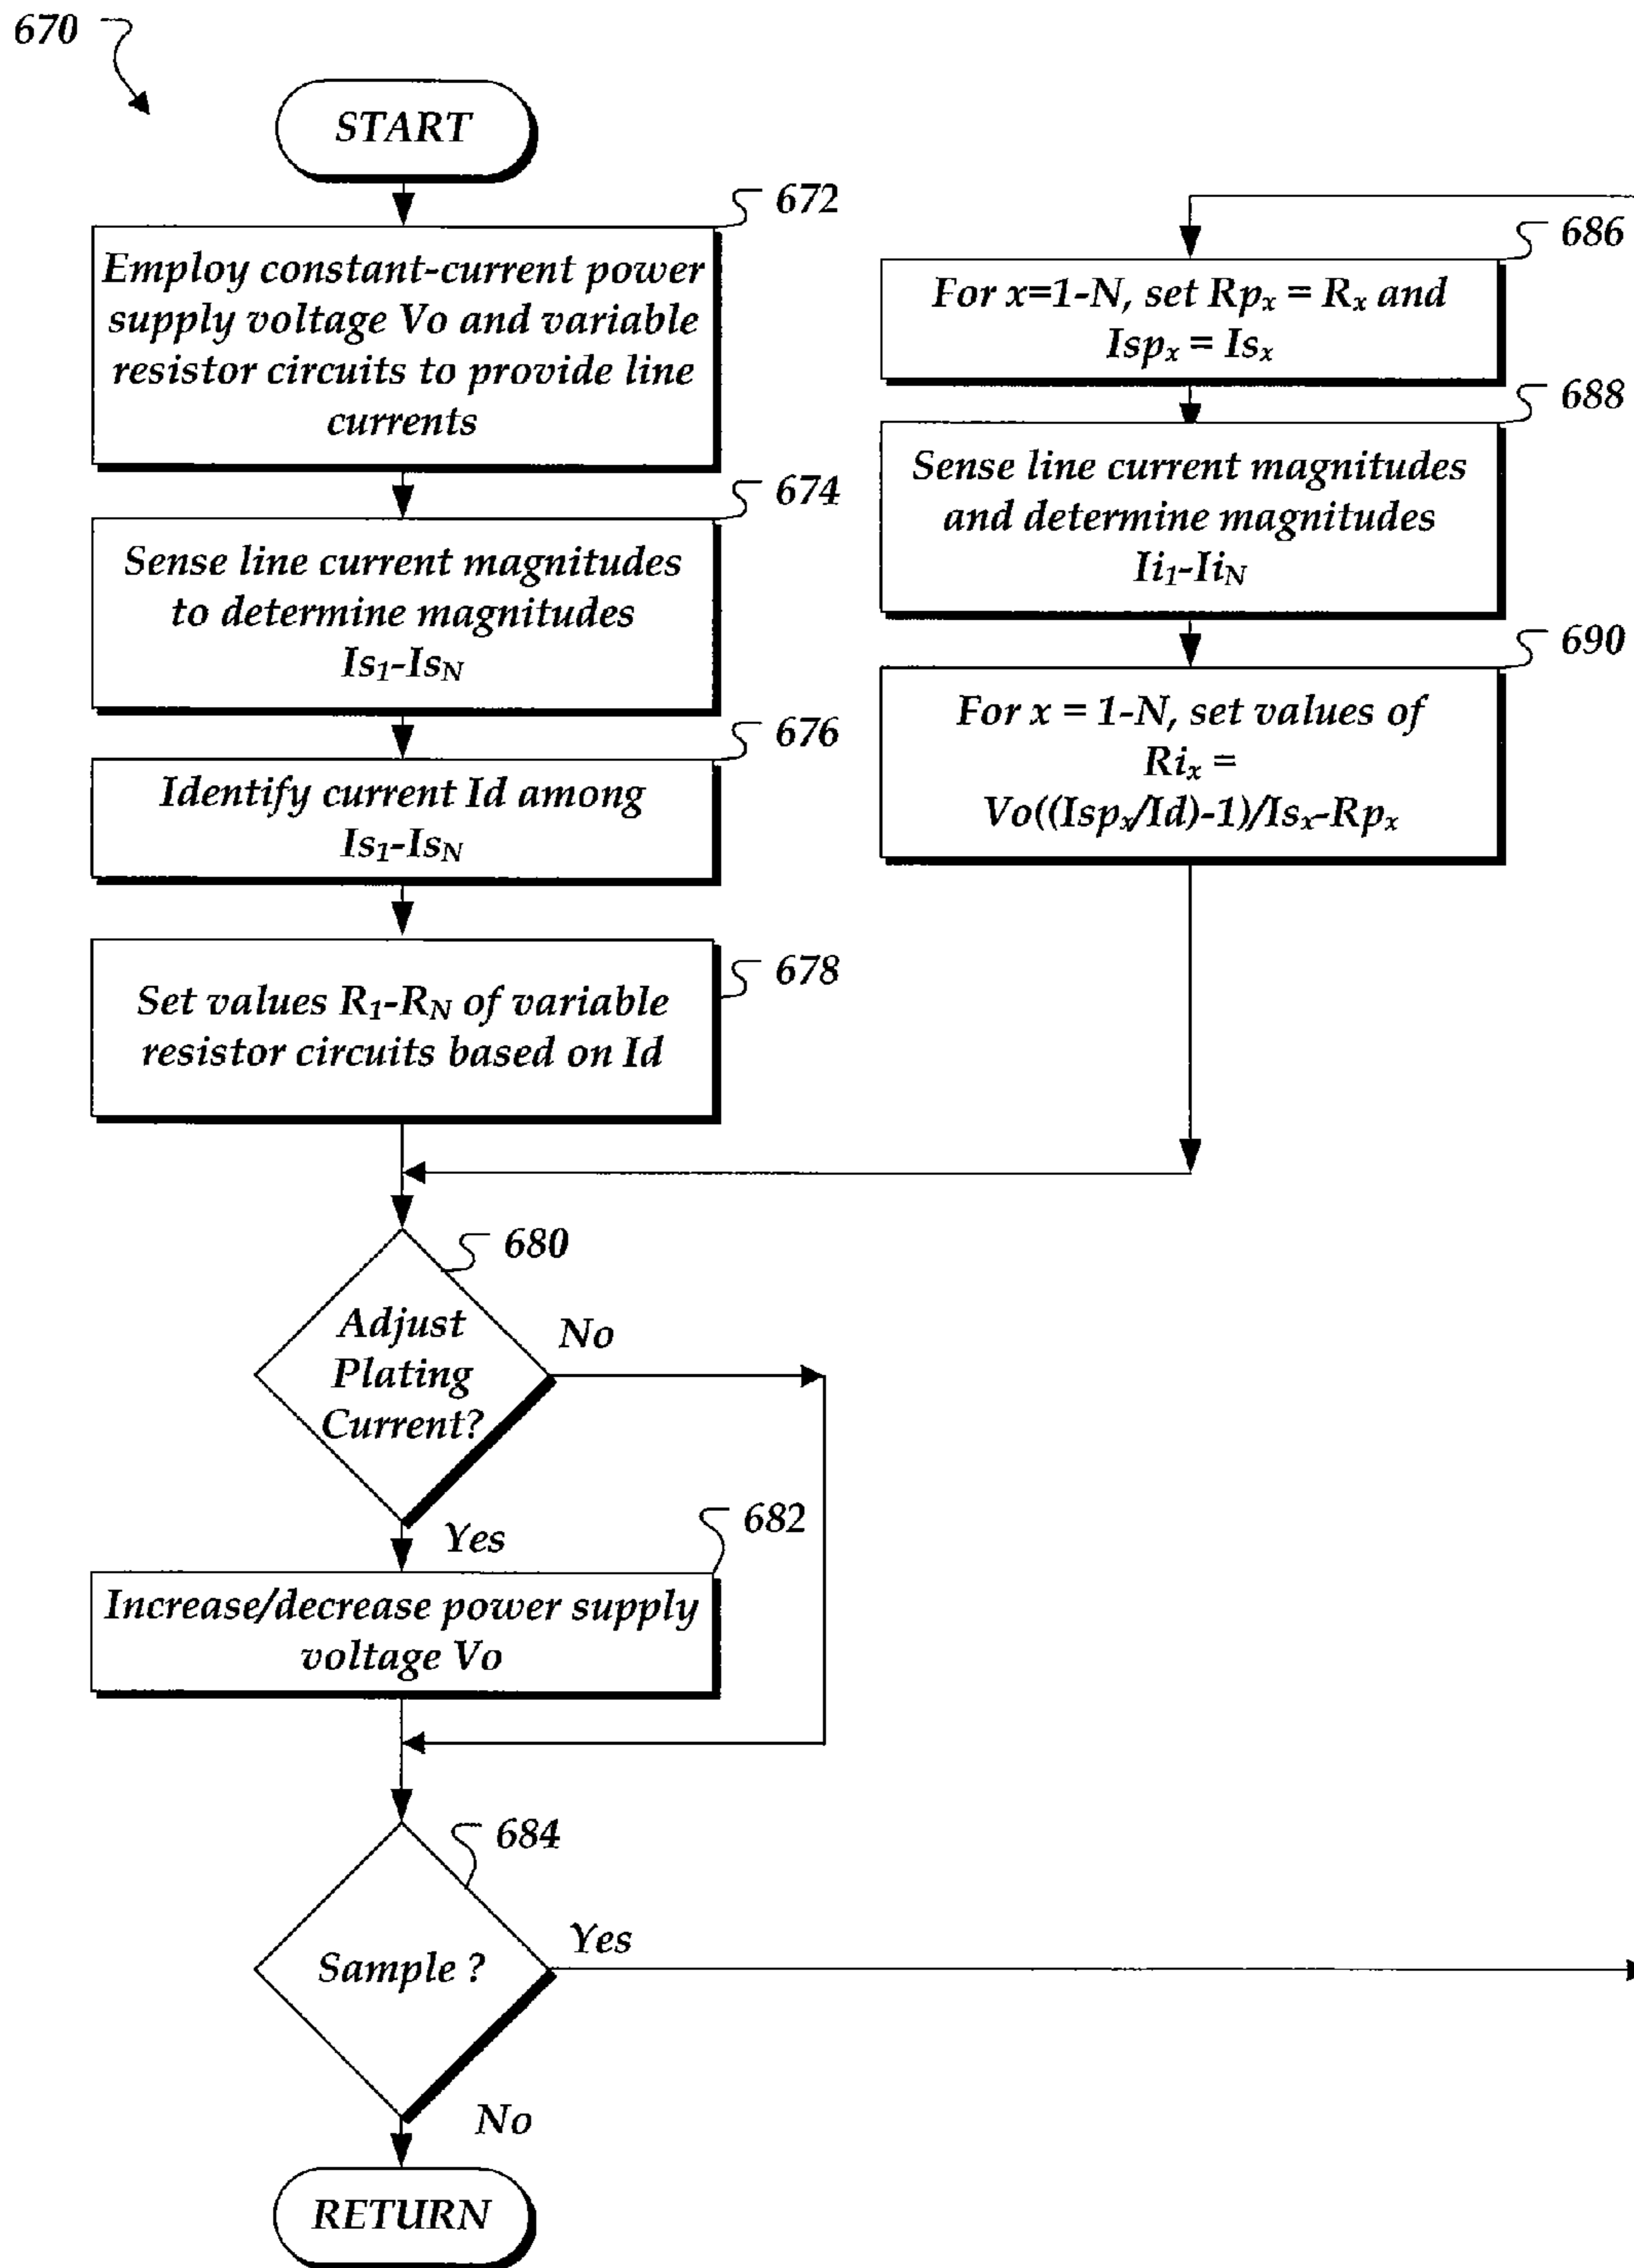 670
START
672
Employ constant-current power
supply voltage Vo and variable
resistor circuits to provide line
currents
674
Sense line current magnitudes
to determine magnitudes
Is₁-Isₙ
676
Identify current Id among
Is₁-Isₙ
678
Set values R₁-Rₙ of variable
resistor circuits based on Id
680
Adjust
Plating
Current?
No
Yes
682
Increase/decrease power supply
voltage Vo
684
Sample ?
Yes
No
RETURN
686
For x=1-N, set Rpₓ = Rₓ and
Ispₓ = Isₓ
688
Sense line current magnitudes
and determine magnitudes
Ii₁-Iiₙ
690
For x = 1-N, set values of
Riₓ =
Vo((Ispₓ/Id)-1)/Isₓ-Rpₓ